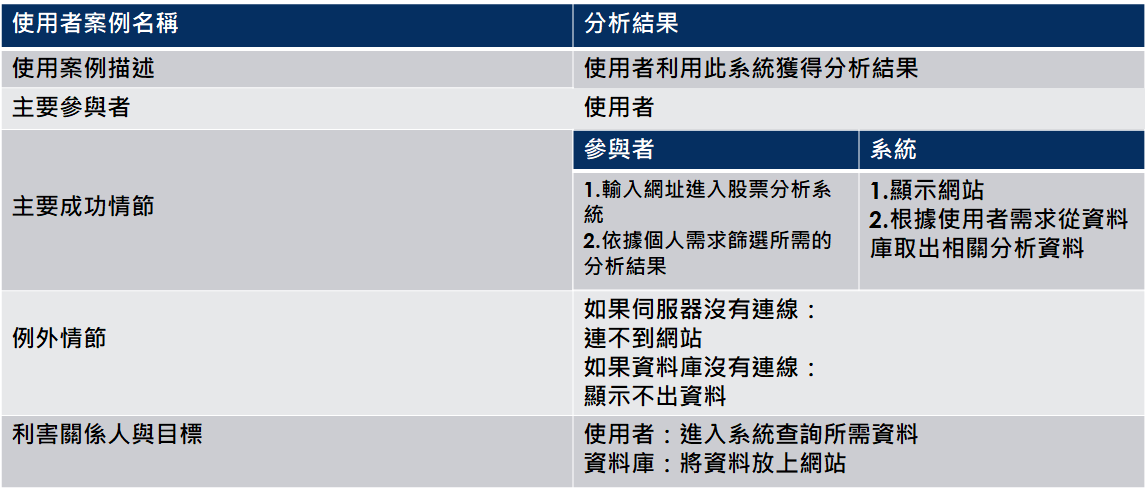 使用者案例名稱
分析結果
使用案例描述
使用者利用此系統獲得分析結果
主要參與者
使用者
主要成功情節
參與者
系統
1.輸入網址進入股票分析系
統
2.依據個人需求篩選所需的
分析結果
1.顯示網站
2.根據使用者需求從資料
庫取出相關分析資料
例外情節
如果伺服器沒有連線：
連不到網站
如果資料庫沒有連線：
顯示不出資料
利害關係人與目標
使用者：進入系統查詢所需資料
資料庫：將資料放上網站